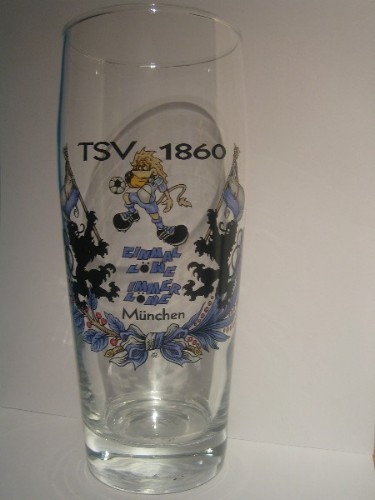 TSV 1860
EINMAL
LÖWE
IMMER
LÖWE
München